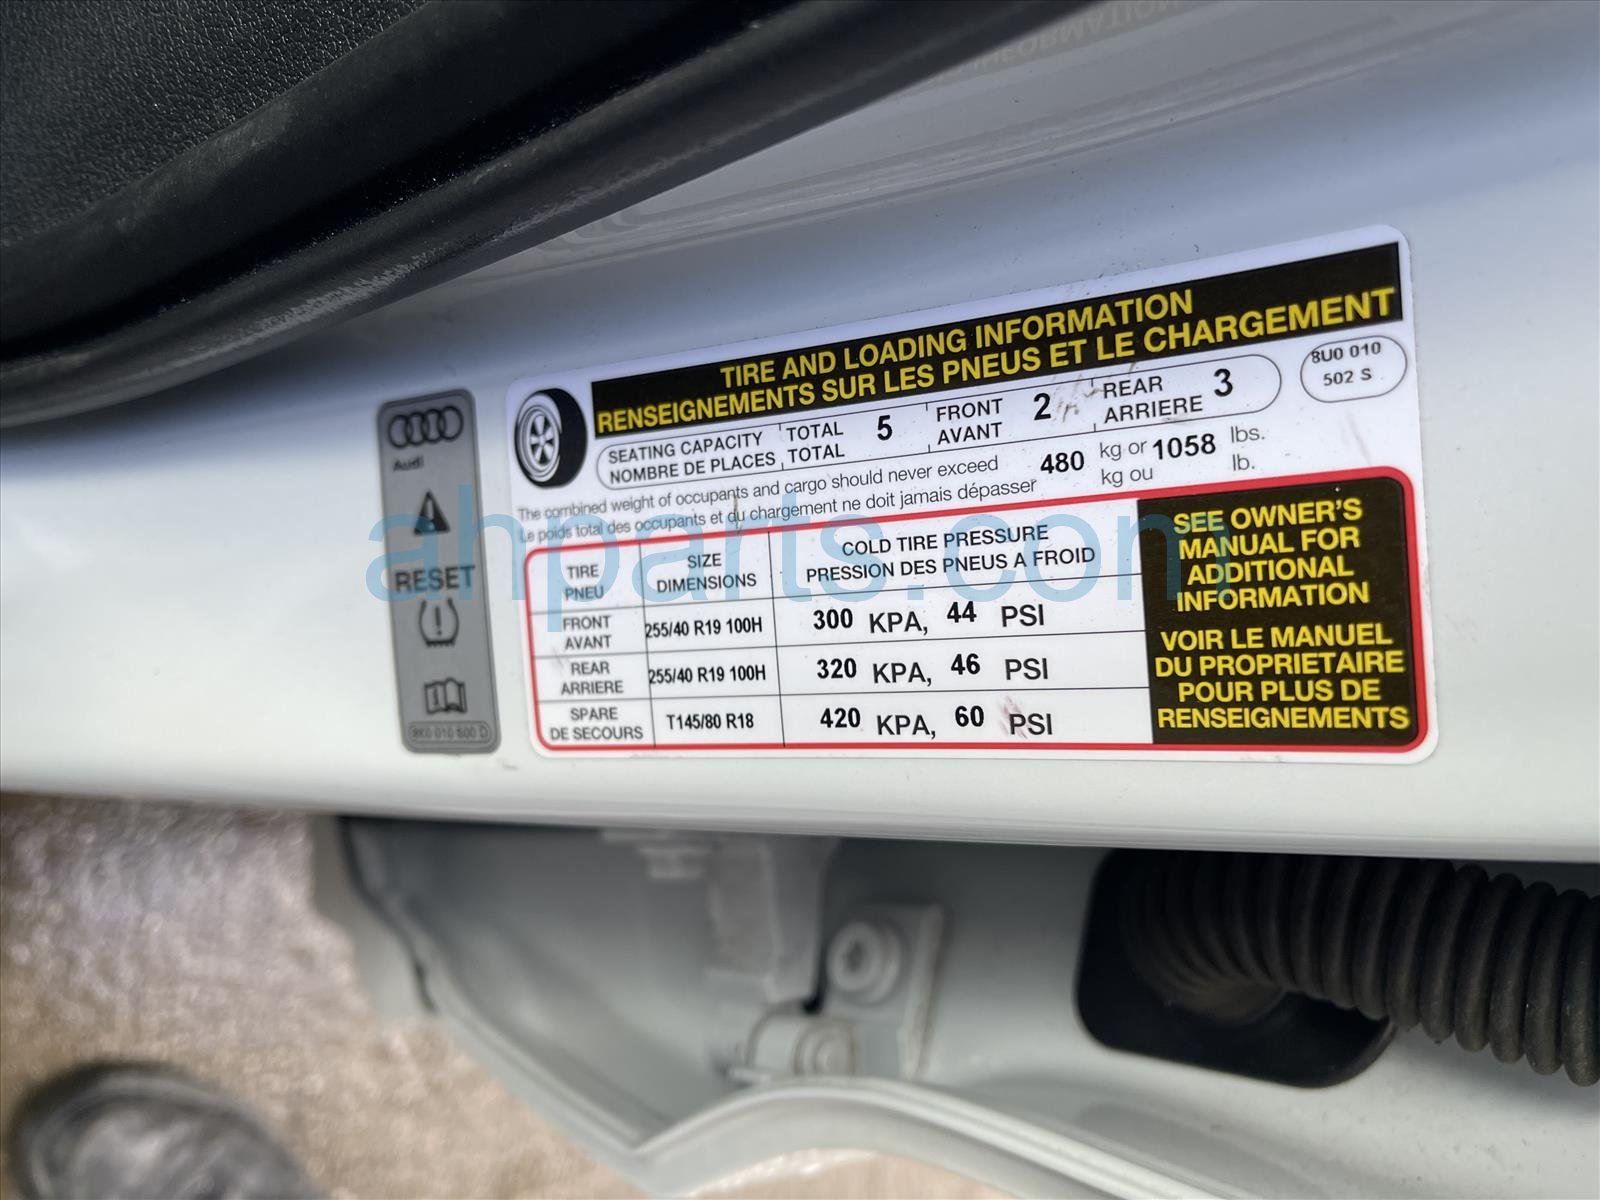 TIRE AND LOADING INFORMATION
RENSEIGNEMENTS SUR LES PNEUS ET LE CHARGEMENT
8U0 010
502 S
SEATING CAPACITY TOTAL 5 FRONT 2 REAR 3
NOMBRE DE PLACES TOTAL AVANT ARRIERE
The combined weight of occupants and cargo should never exceed 480 kg or 1058 lbs.
Le poids total des occupants et du chargement ne doit jamais dépasser kg ou lb.
TIRE SIZE COLD TIRE PRESSURE
PNEU DIMENSIONS PRESSION DES PNEUS A FROID
FRONT
AVANT
255/40 R19 100H 300 KPA, 44 PSI
REAR
ARRIERE
255/40 R19 100H 320 KPA, 46 PSI
SPARE
DE SECOURS
T145/80 R18 420 KPA, 60 PSI
SEE OWNER'S
MANUAL FOR
ADDITIONAL
INFORMATION
VOIR LE MANUEL
DU PROPRIETAIRE
POUR PLUS DE
RENSEIGNEMENTS
Audi
RESET
8K0 010 500 D
ahparts.com